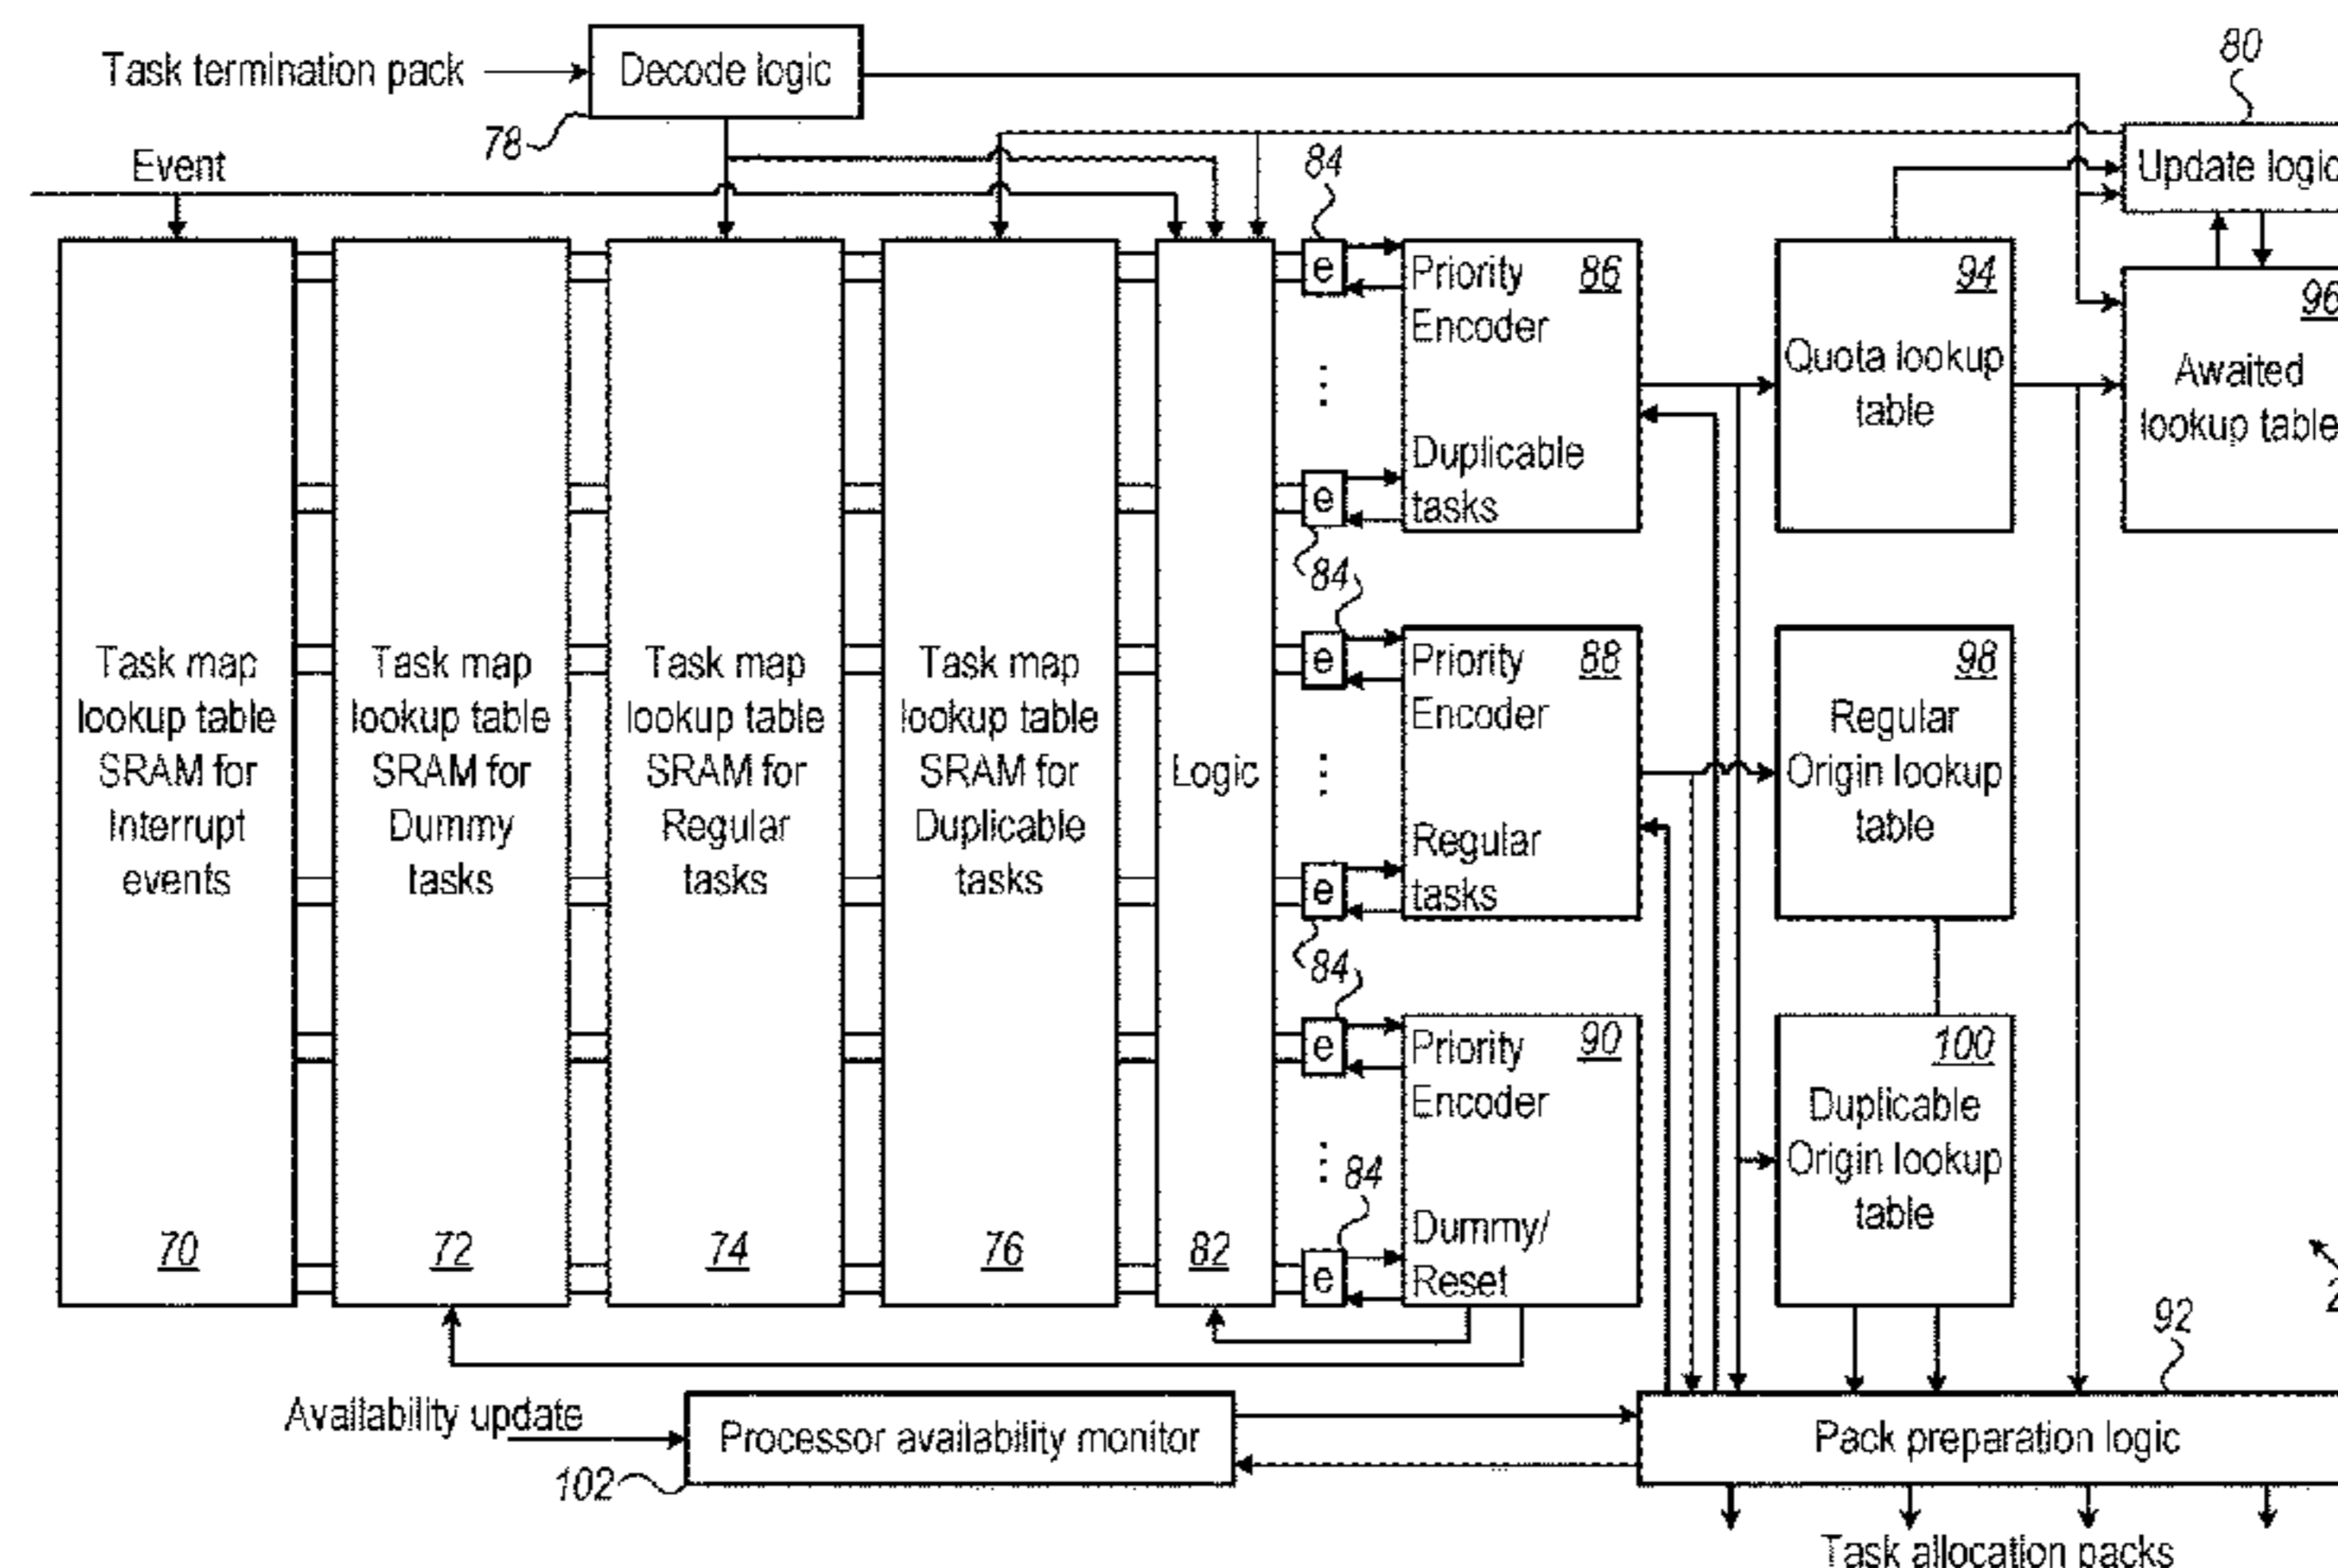 Task termination pack
Decode logic
78
80
Event
84
Update logic
Task map
lookup table
SRAM for
Interrupt
events
70
Task map
lookup table
SRAM for
Dummy
tasks
72
Task map
lookup table
SRAM for
Regular
tasks
74
Task map
lookup table
SRAM for
Duplicable
tasks
76
Logic
82
e
e
84
84
e
e
84
84
e
84
e
Priority 86
Encoder
Duplicable
tasks
Priority 88
Encoder
Regular
tasks
Priority 90
Encoder
Dummy/
Reset
94
Quota lookup
table
96
Awaited
lookup table
98
Regular
Origin lookup
table
100
Duplicable
Origin lookup
table
2
92
Availability update
Processor availability monitor
102
Pack preparation logic
Task allocation packs